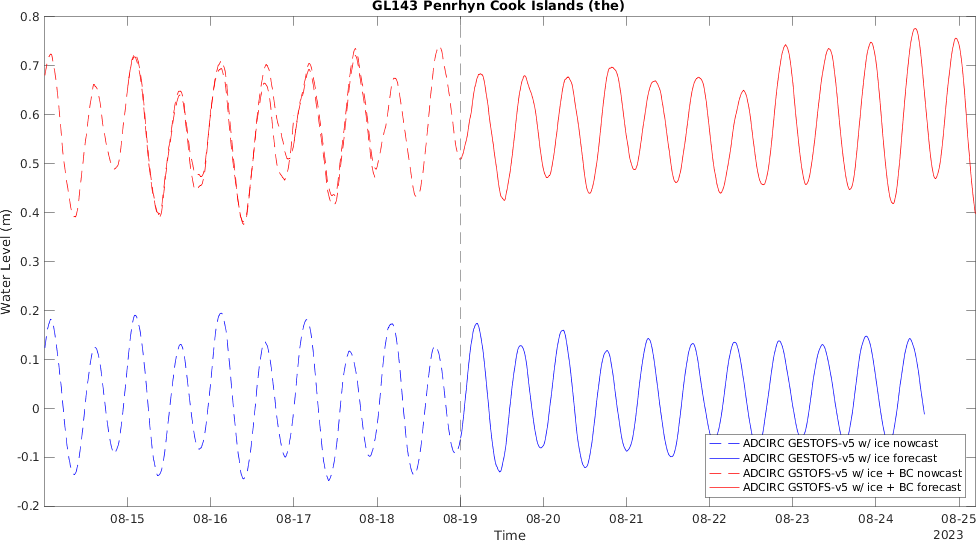 GL143 Penrhyn Cook Islands (the)
0.8
0.7
0.6
0.5
0.4
0.3
0.2
0.1
0
-0.1
-0.2
Water Level (m)
ADCIRC GESTOFS-v5 w/ ice nowcast
ADCIRC GESTOFS-v5 w/ ice forecast
ADCIRC GSTOFS-v5 w/ ice + BC nowcast
ADCIRC GSTOFS-v5 w/ ice + BC forecast
08-15 08-16 08-17 08-18 08-19 08-20 08-21 08-22 08-23 08-24 08-25
Time
2023